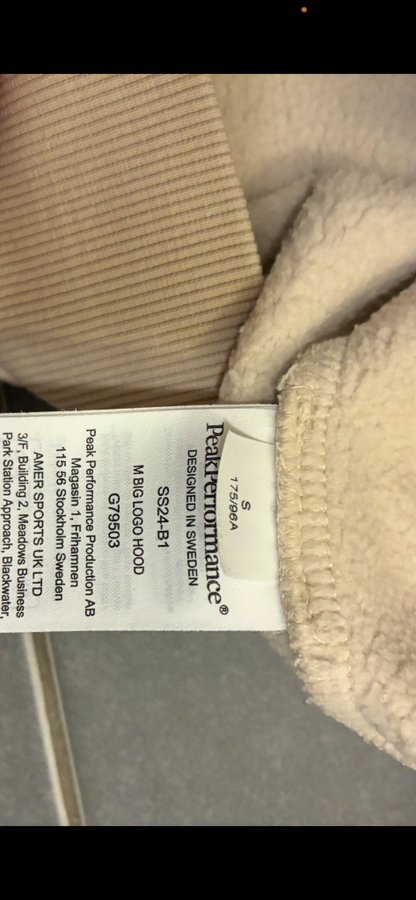 S
175/96A
PeakPerformance®
DESIGNED IN SWEDEN
SS24-B1
M BIG LOGO HOOD
G79503
Peak Performance Production AB
Magasin 1, Frihamnen
115 56 Stockholm Sweden
AMER SPORTS UK LTD
3/F, Building 2, Meadows Business
Park Station Approach, Blackwater,